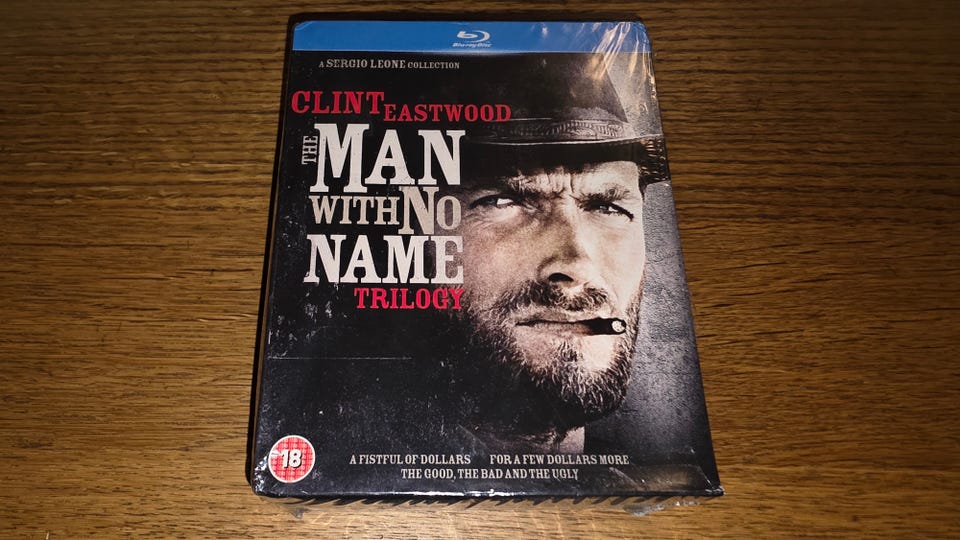 Blu-ray Disc
A SERGIO LEONE COLLECTION
CLINT EASTWOOD
THE MAN
WITH NO
NAME
TRILOGY
18
A FISTFUL OF DOLLARS FOR A FEW DOLLARS MORE
THE GOOD, THE BAD AND THE UGLY